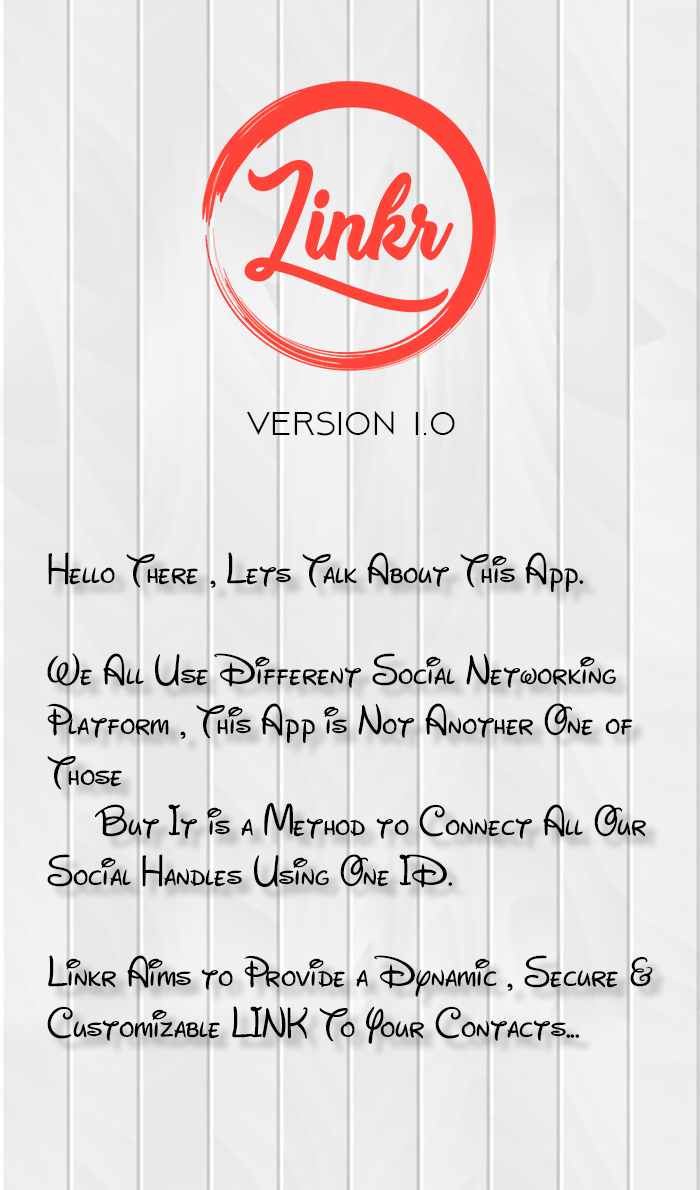 Linkr
VERSION 1.0
Hello There , Lets Talk About This App.
We All Use Different Social Networking
Platform , This App is Not Another One of
Those
But It is a Method to Connect All Our
Social Handles Using One ID.
Linkr Aims to Provide a Dynamic , Secure &
Customizable LINK To Your Contacts...